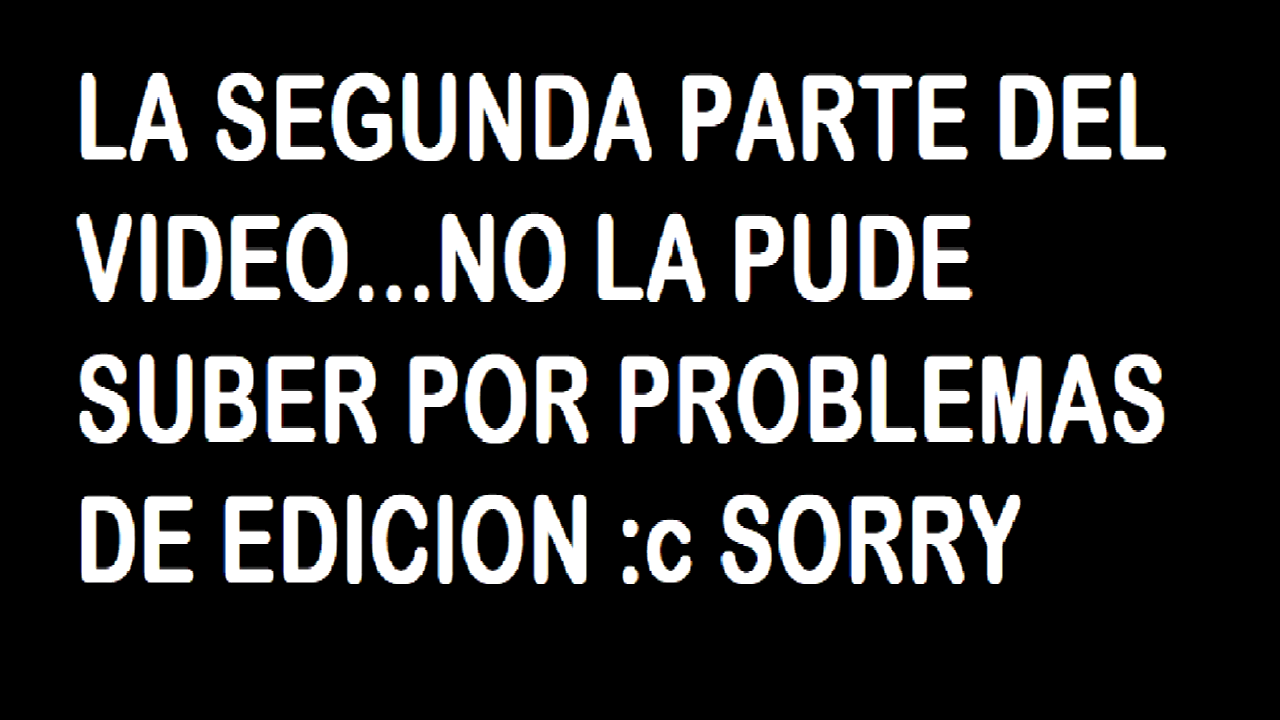 LA SEGUNDA PARTE DEL
VIDEO...NO LA PUDE
SUBER POR PROBLEMAS
DE EDICION :c SORRY